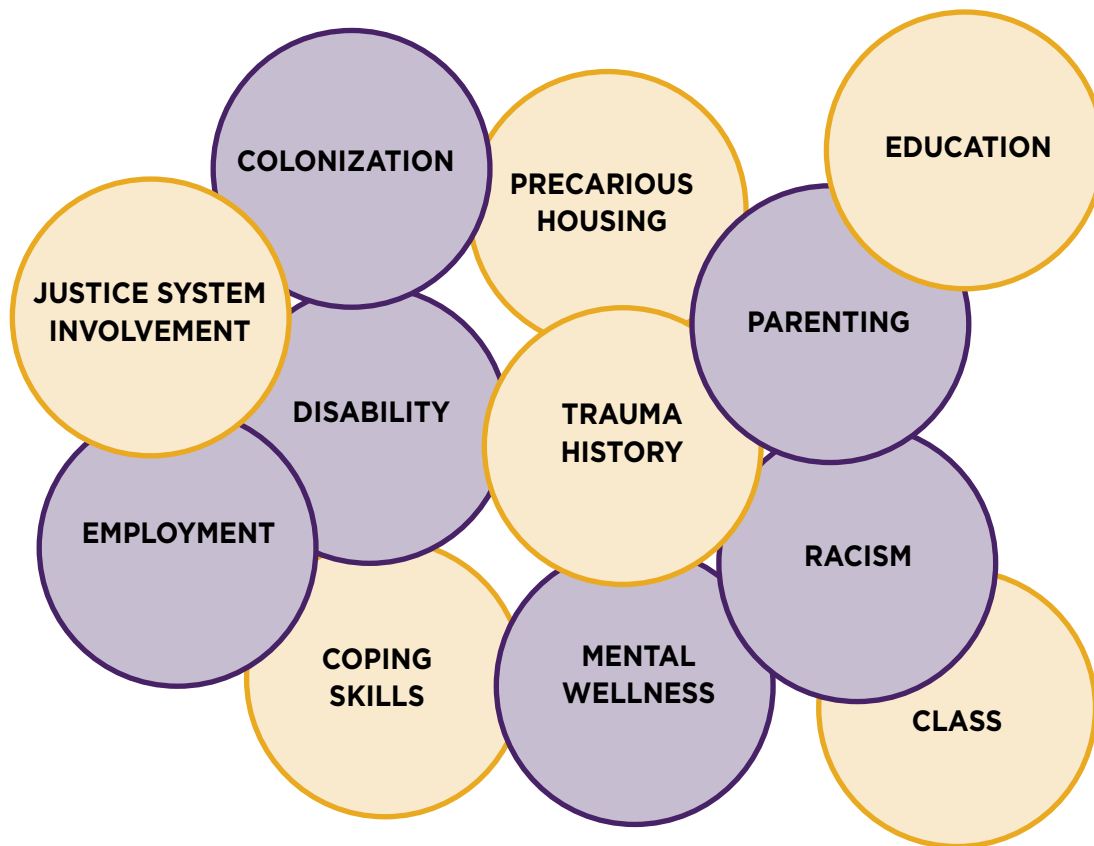 COLONIZATION
PRECARIOUS
HOUSING
EDUCATION
JUSTICE SYSTEM
INVOLVEMENT
DISABILITY
TRAUMA
HISTORY
PARENTING
EMPLOYMENT
COPING
SKILLS
MENTAL
WELLNESS
RACISM
CLASS